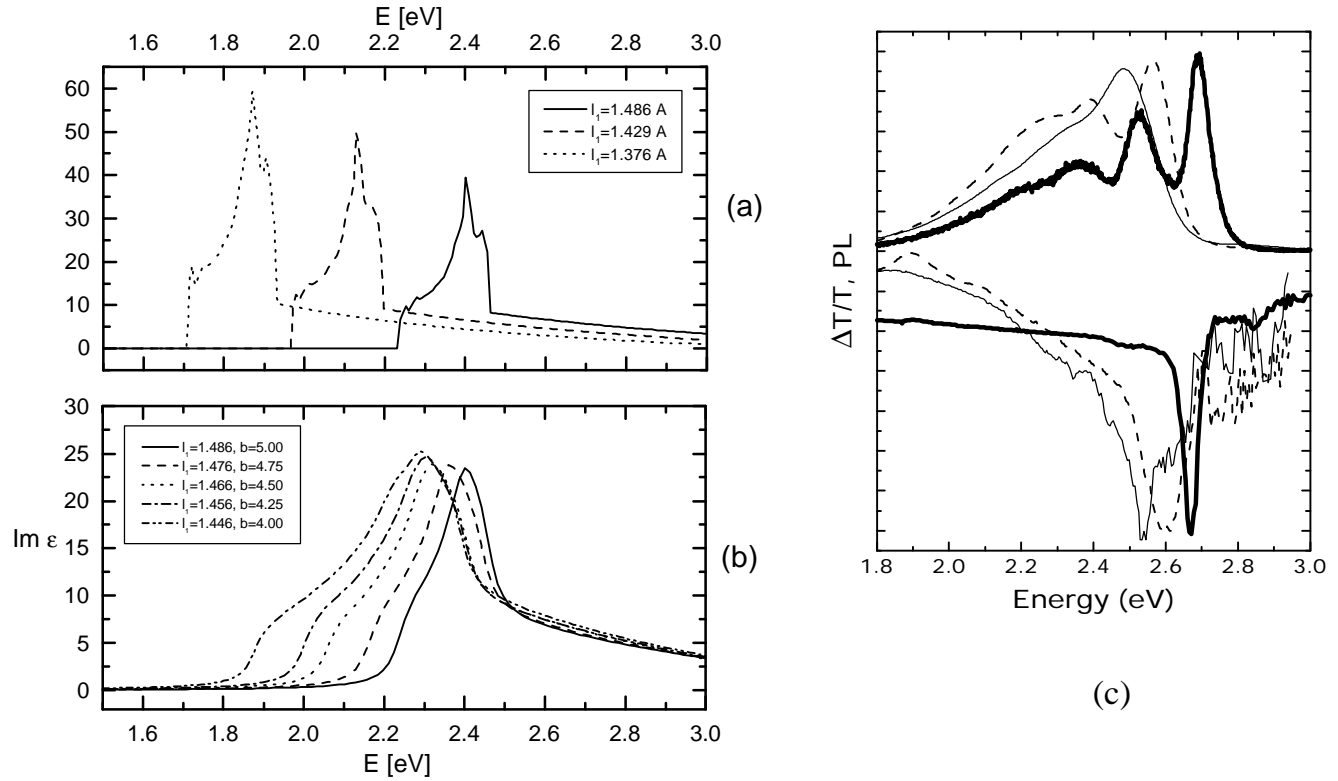 E [eV]
1.6 1.8 2.0 2.2 2.4 2.6 2.8 3.0
60
50
40
30
20
10
0
l₁=1.486 A
l₁=1.429 A
l₁=1.376 A
(a)
30
25
20
15
10
5
0
Im ε
l₁=1.486, b=5.00
l₁=1.476, b=4.75
l₁=1.466, b=4.50
l₁=1.456, b=4.25
l₁=1.446, b=4.00
(b)
1.6 1.8 2.0 2.2 2.4 2.6 2.8 3.0
E [eV]
ΔT/T, PL
1.8 2.0 2.2 2.4 2.6 2.8 3.0
Energy (eV)
(c)